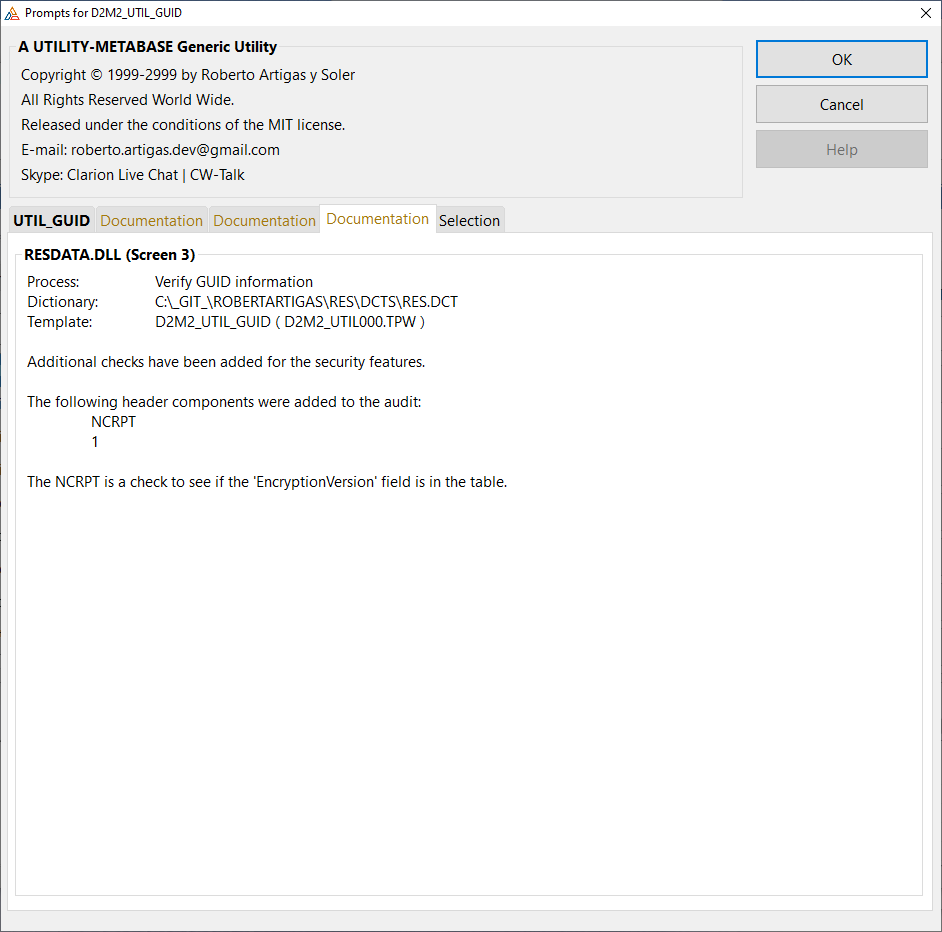 Prompts for D2M2_UTIL_GUID
A UTILITY-METABASE Generic Utility
Copyright © 1999-2999 by Roberto Artigas y Soler
All Rights Reserved World Wide.
Released under the conditions of the MIT license.
E-mail: roberto.artigas.dev@gmail.com
Skype: Clarion Live Chat | CW-Talk
OK
Cancel
Help
UTIL_GUID Documentation Documentation Documentation Selection
RESDATA.DLL (Screen 3)
Process: Verify GUID information
Dictionary: C:\_GIT_\ROBERTARTIGAS\RES\DCTS\RES.DCT
Template: D2M2_UTIL_GUID ( D2M2_UTIL000.TPW )
Additional checks have been added for the security features.
The following header components were added to the audit:
NCRPT
1
The NCRPT is a check to see if the 'EncryptionVersion' field is in the table.